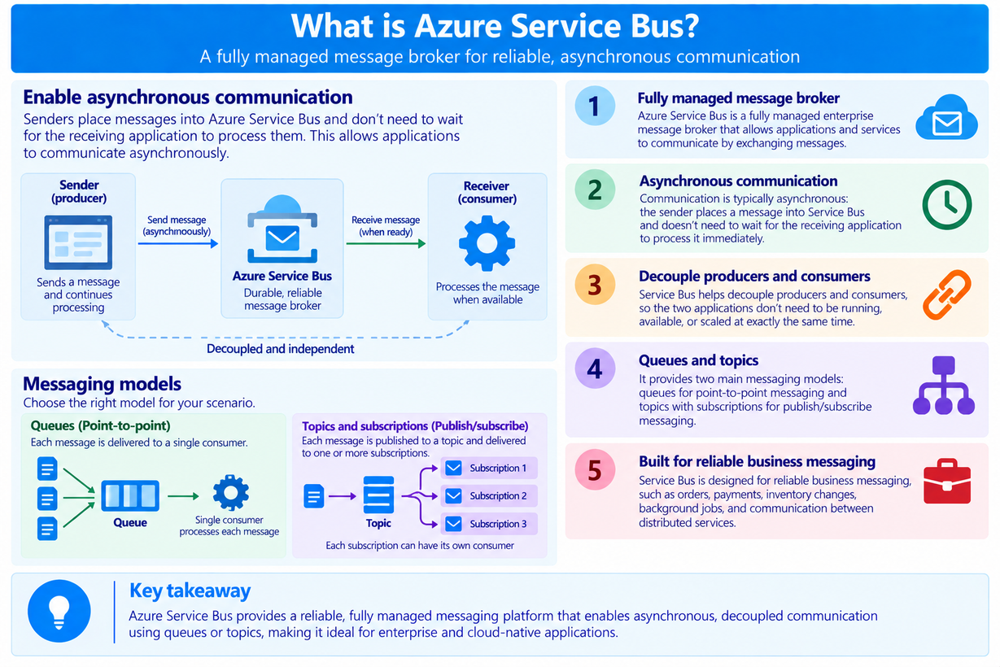 What is Azure Service Bus?
A fully managed message broker for reliable, asynchronous communication
Enable asynchronous communication
Senders place messages into Azure Service Bus and don't need to wait
for the receiving application to process them. This allows applications
to communicate asynchronously.
Sender
(producer)
Sends a message
and continues
processing
Send message
(asynchmoously)
Azure Service Bus
Durable, reliable
message broker
Receive message
(when ready)
Receiver
(consumer)
Processes the message
when available
Decoupled and independent
Messaging models
Choose the right model for your scenario.
Queues (Point-to-point)
Each message is delivered to a single consumer.
Queue
Single consumer
processes each message
Topics and subscriptions (Publish/subscribe)
Each message is published to a topic and delivered
to one or more subscriptions.
Topic
Subscription 1
Subscription 2
Subscription 3
Each subscription can have its own consumer
1
Fully managed message broker
Azure Service Bus is a fully managed enterprise
message broker that allows applications and services
to communicate by exchanging messages.
2
Asynchronous communication
Communication is typically asynchronous:
the sender places a message into Service Bus
and doesn't need to wait for the receiving application
to process it immediately.
3
Decouple producers and consumers
Service Bus helps decouple producers and consumers,
so the two applications don't need to be running,
available, or scaled at exactly the same time.
4
Queues and topics
It provides two main messaging models:
queues for point-to-point messaging and
topics with subscriptions for publish/subscribe
messaging.
5
Built for reliable business messaging
Service Bus is designed for reliable business messaging,
such as orders, payments, inventory changes,
background jobs, and communication between
distributed services.
Key takeaway
Azure Service Bus provides a reliable, fully managed messaging platform that enables asynchronous, decoupled communication
using queues or topics, making it ideal for enterprise and cloud-native applications.